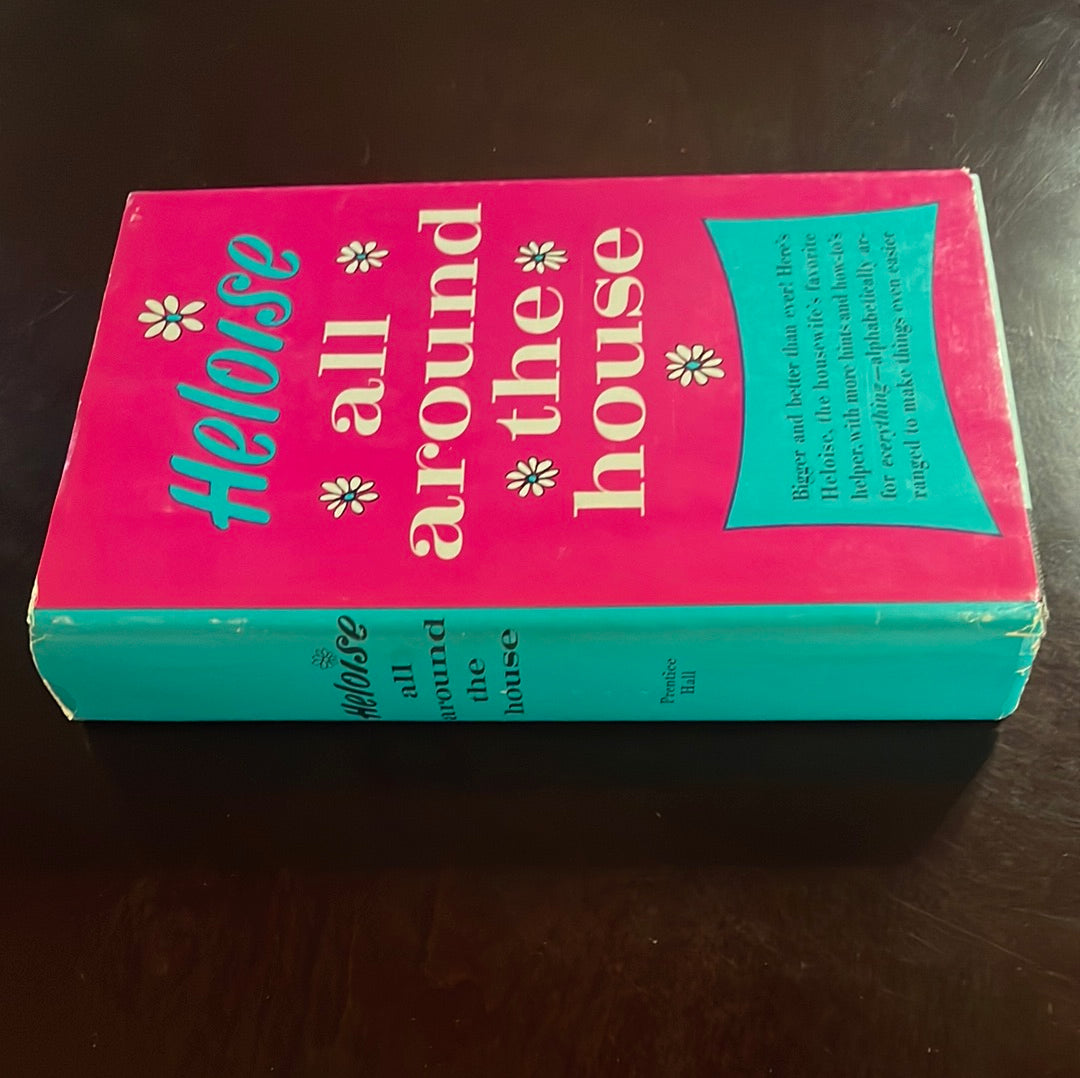 Heloise
all
around
the
house
Bigger and better than ever! Here's
Heloise, the housewife's favorite
helper, with more hints and how-to's
for everything—alphabetically ar-
ranged to make things even easier
Heloise
all
around
the
house
Prentice
Hall